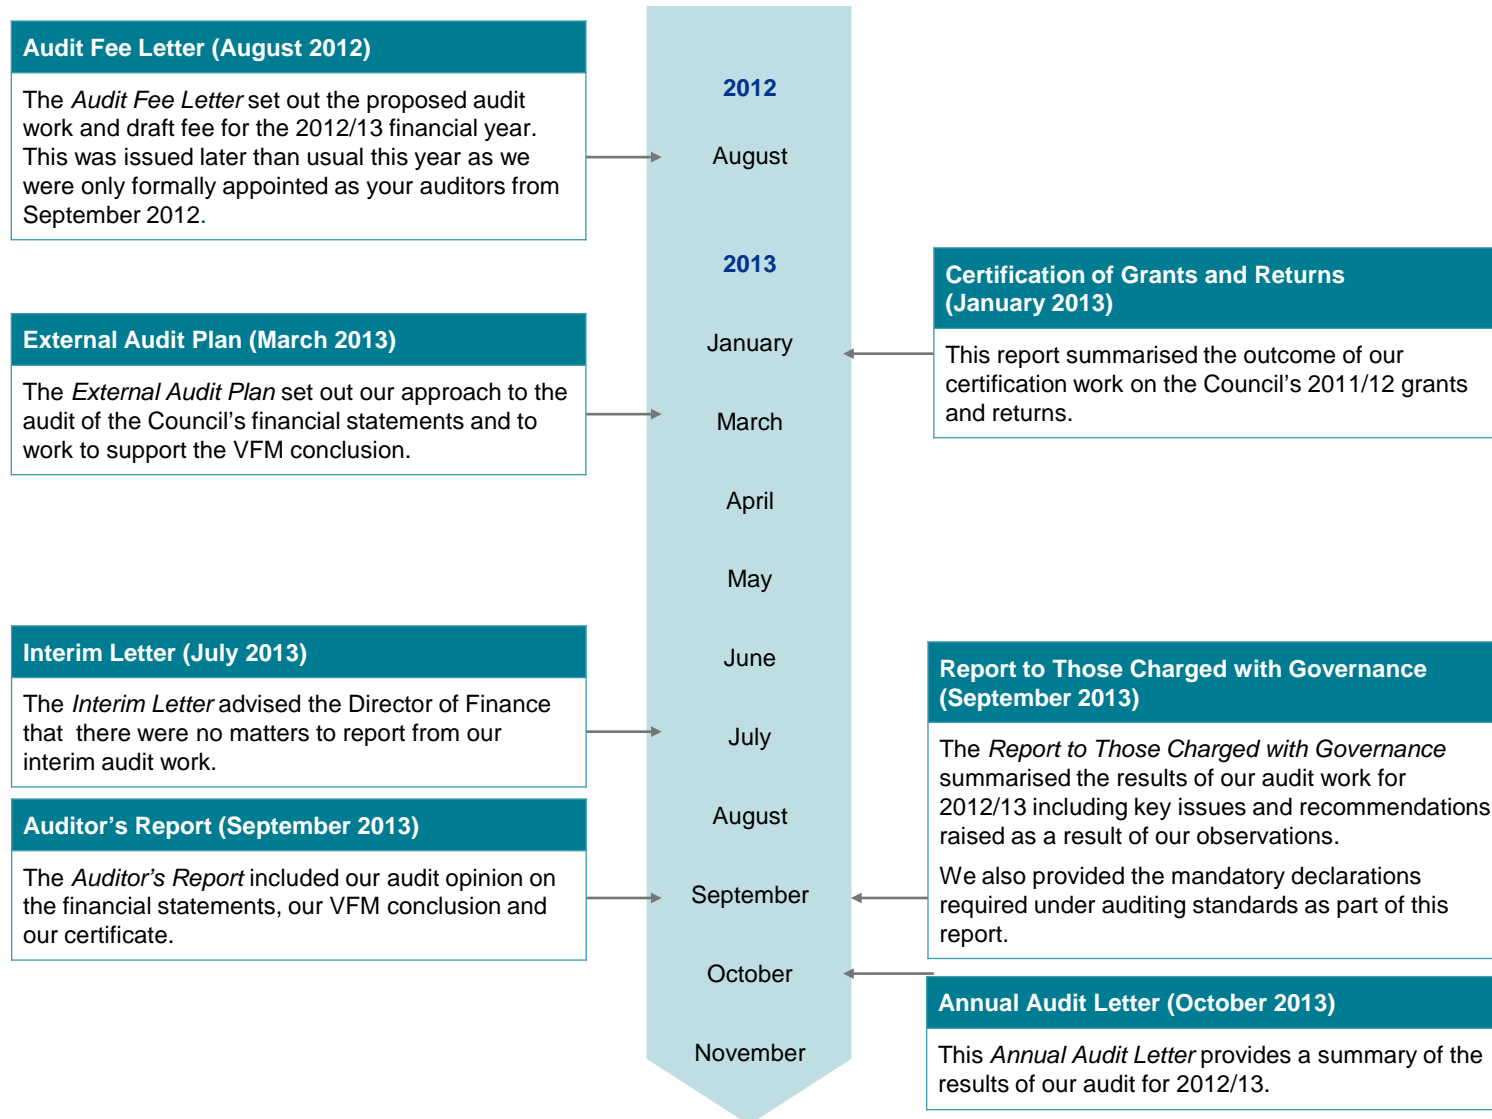 Audit Fee Letter (August 2012)
The Audit Fee Letter set out the proposed audit
work and draft fee for the 2012/13 financial year.
This was issued later than usual this year as we
were only formally appointed as your auditors from
September 2012.
External Audit Plan (March 2013)
The External Audit Plan set out our approach to the
audit of the Council's financial statements and to
work to support the VFM conclusion.
Interim Letter (July 2013)
The Interim Letter advised the Director of Finance
that there were no matters to report from our
interim audit work.
Auditor's Report (September 2013)
The Auditor's Report included our audit opinion on
the financial statements, our VFM conclusion and
our certificate.
2012
August
2013
January
March
April
May
June
July
August
September
October
November
Certification of Grants and Returns
(January 2013)
This report summarised the outcome of our
certification work on the Council's 2011/12 grants
and returns.
Report to Those Charged with Governance
(September 2013)
The Report to Those Charged with Governance
summarised the results of our audit work for
2012/13 including key issues and recommendations
raised as a result of our observations.
We also provided the mandatory declarations
required under auditing standards as part of this
report.
Annual Audit Letter (October 2013)
This Annual Audit Letter provides a summary of the
results of our audit for 2012/13.